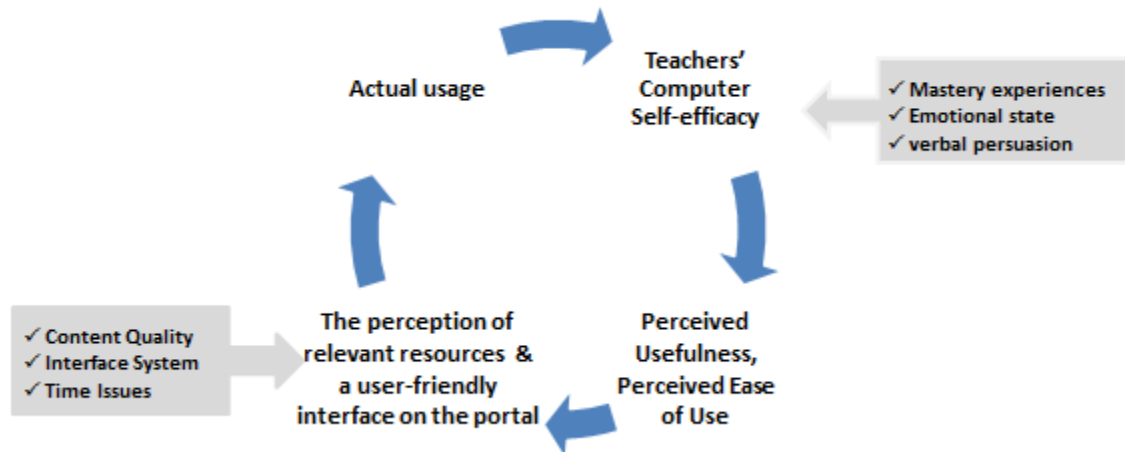 Actual usage
Teachers'
Computer
Self-efficacy
✓ Mastery experiences
✓ Emotional state
✓ verbal persuasion
Perceived
Usefulness,
Perceived Ease
of Use
The perception of
relevant resources &
a user-friendly
interface on the portal
✓ Content Quality
✓ Interface System
✓ Time Issues